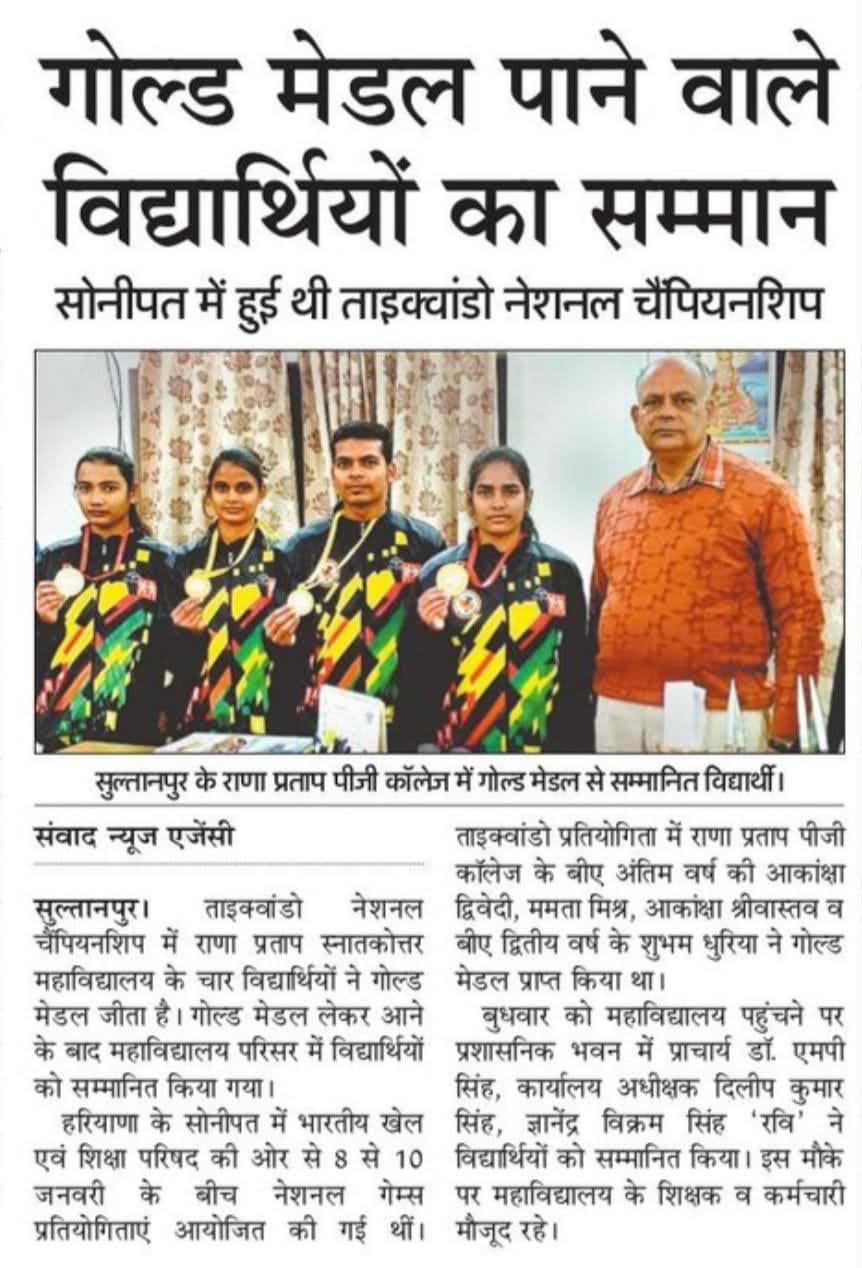 गोल्ड मेडल पाने वाले
विद्यार्थियों का सम्मान
सोनीपत में हुई थी ताइक्वांडो नेशनल चैंपियनशिप
सुल्तानपुर के राणा प्रताप पीजी कॉलेज में गोल्ड मेडल से सम्मानित विद्यार्थी।
संवाद न्यूज एजेंसी
सुल्तानपुर। ताइक्वांडो नेशनल
चैंपियनशिप में राणा प्रताप स्नातकोत्तर
महाविद्यालय के चार विद्यार्थियों ने गोल्ड
मेडल जीता है। गोल्ड मेडल लेकर आने
के बाद महाविद्यालय परिसर में विद्यार्थियों
को सम्मानित किया गया।
हरियाणा के सोनीपत में भारतीय खेल
एवं शिक्षा परिषद की ओर से 8 से 10
जनवरी के बीच नेशनल गेम्स
प्रतियोगिताएं आयोजित की गई थीं।
ताइक्वांडो प्रतियोगिता में राणा प्रताप पीजी
कॉलेज के बीए अंतिम वर्ष की आकांक्षा
द्विवेदी, ममता मिश्र, आकांक्षा श्रीवास्तव व
बीए द्वितीय वर्ष के शुभम धुरिया ने गोल्ड
मेडल प्राप्त किया था।
बुधवार को महाविद्यालय पहुंचने पर
प्रशासनिक भवन में प्राचार्य डॉ. एमपी
सिंह, कार्यालय अधीक्षक दिलीप कुमार
सिंह, ज्ञानेंद्र विक्रम सिंह 'रवि' ने
विद्यार्थियों को सम्मानित किया। इस मौके
पर महाविद्यालय के शिक्षक व कर्मचारी
मौजूद रहे।